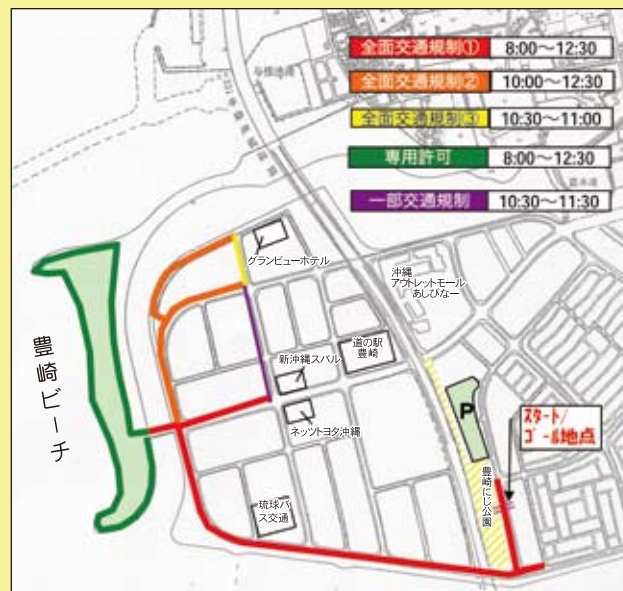 全面交通規制① 8:00～12:30
全面交通規制② 10:00～12:30
全面交通規制③ 10:30～11:00
専用許可 8:00～12:30
一部交通規制 10:30～11:30
グランビューホテル
沖縄
アウトレットモール
あしびなー
道の駅
豊崎
新沖縄スバル
ネッツトヨタ沖縄
豊崎ビーチ
P
スタート/
ゴール地点
豊崎にじ公園
琉球バ
ス交通